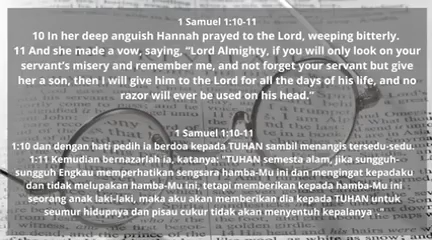 1 Samuel 1:10-11
10 In her deep anguish Hannah prayed to the Lord, weeping bitterly.
11 And she made a vow, saying, "Lord Almighty, if you will only look on your
servant's misery and remember me, and not forget your servant but give
her a son, then I will give him to the Lord for all the days of his life, and no
razor will ever be used on his head."
1 Samuel 1:10-11
1:10 dan dengan hati pedih ia berdoa kepada TUHAN sambil menangis tersedu-sedu.
1:11 Kemudian bernazarlah ia, katanya: "TUHAN semesta alam, jika sungguh-
sungguh Engkau memperhatikan sengsara hamba-Mu ini dan mengingat kepadaku
dan tidak melupakan hamba-Mu ini, tetapi memberikan kepada hamba-Mu ini
seorang anak laki-laki, maka aku akan memberikan dia kepada TUHAN untuk
seumur hidupnya dan pisau cukur tidak akan menyentuh kepalanya